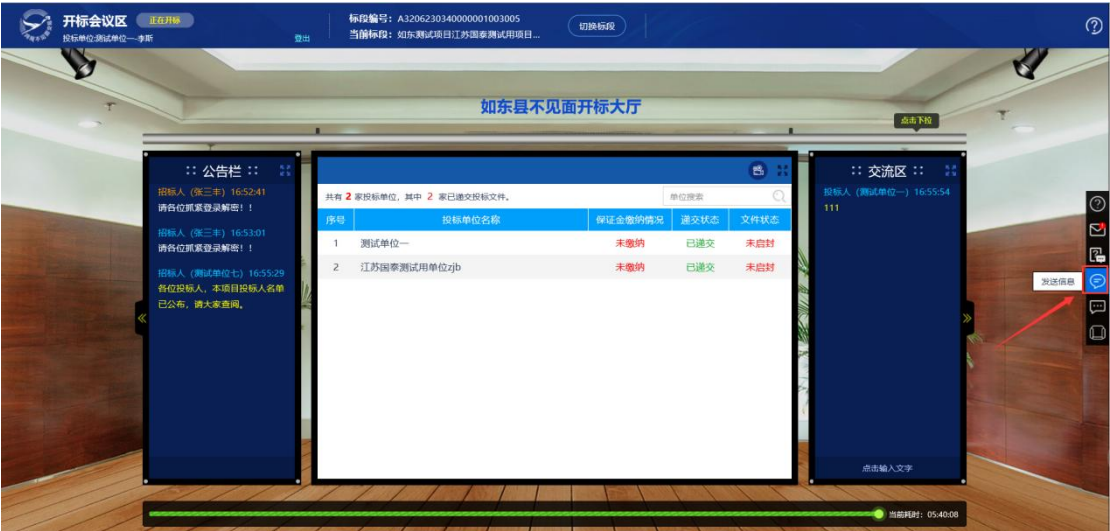 开标会议区 正在开标
投标单位:测试单位一--李斯
登出
标段编号：A3206230340000001003005
当前标段：如东测试项目江苏国泰测试用项目...
切换标段
如东县不见面开标大厅
点击下拉
:: 公告栏 ::
招标人（张三丰）16:52:41
请各位抓紧登录解密！！
招标人（张三丰）16:53:01
请各位抓紧登录解密！！
招标人（测试单位七）16:55:29
各位投标人，本项目投标人名单
已公布，请大家查阅。
共有 2 家投标单位，其中 2 家已递交投标文件。
单位搜索
序号 投标单位名称 保证金缴纳情况 递交状态 文件状态
1 测试单位一 未缴纳 已递交 未启封
2 江苏国泰测试用单位zjb 未缴纳 已递交 未启封
:: 交流区 ::
投标人（测试单位一）16:55:54
111
点击输入文字
发送信息
当前耗时：05:40:08